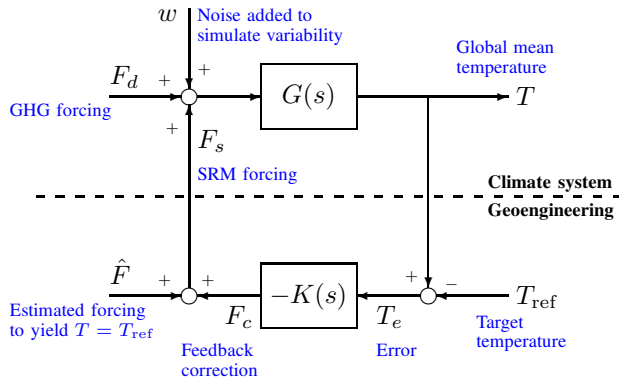 w
Noise added to
simulate variability
F_d
+
+
+
GHG forcing
G(s)
Global mean
temperature
T
F_s
SRM forcing
Climate system
Geoengineering
F̂
+
+
Estimated forcing
to yield T = T_ref
F_c
Feedback
correction
−K(s)
T_e
Error
+
−
T_ref
Target
temperature